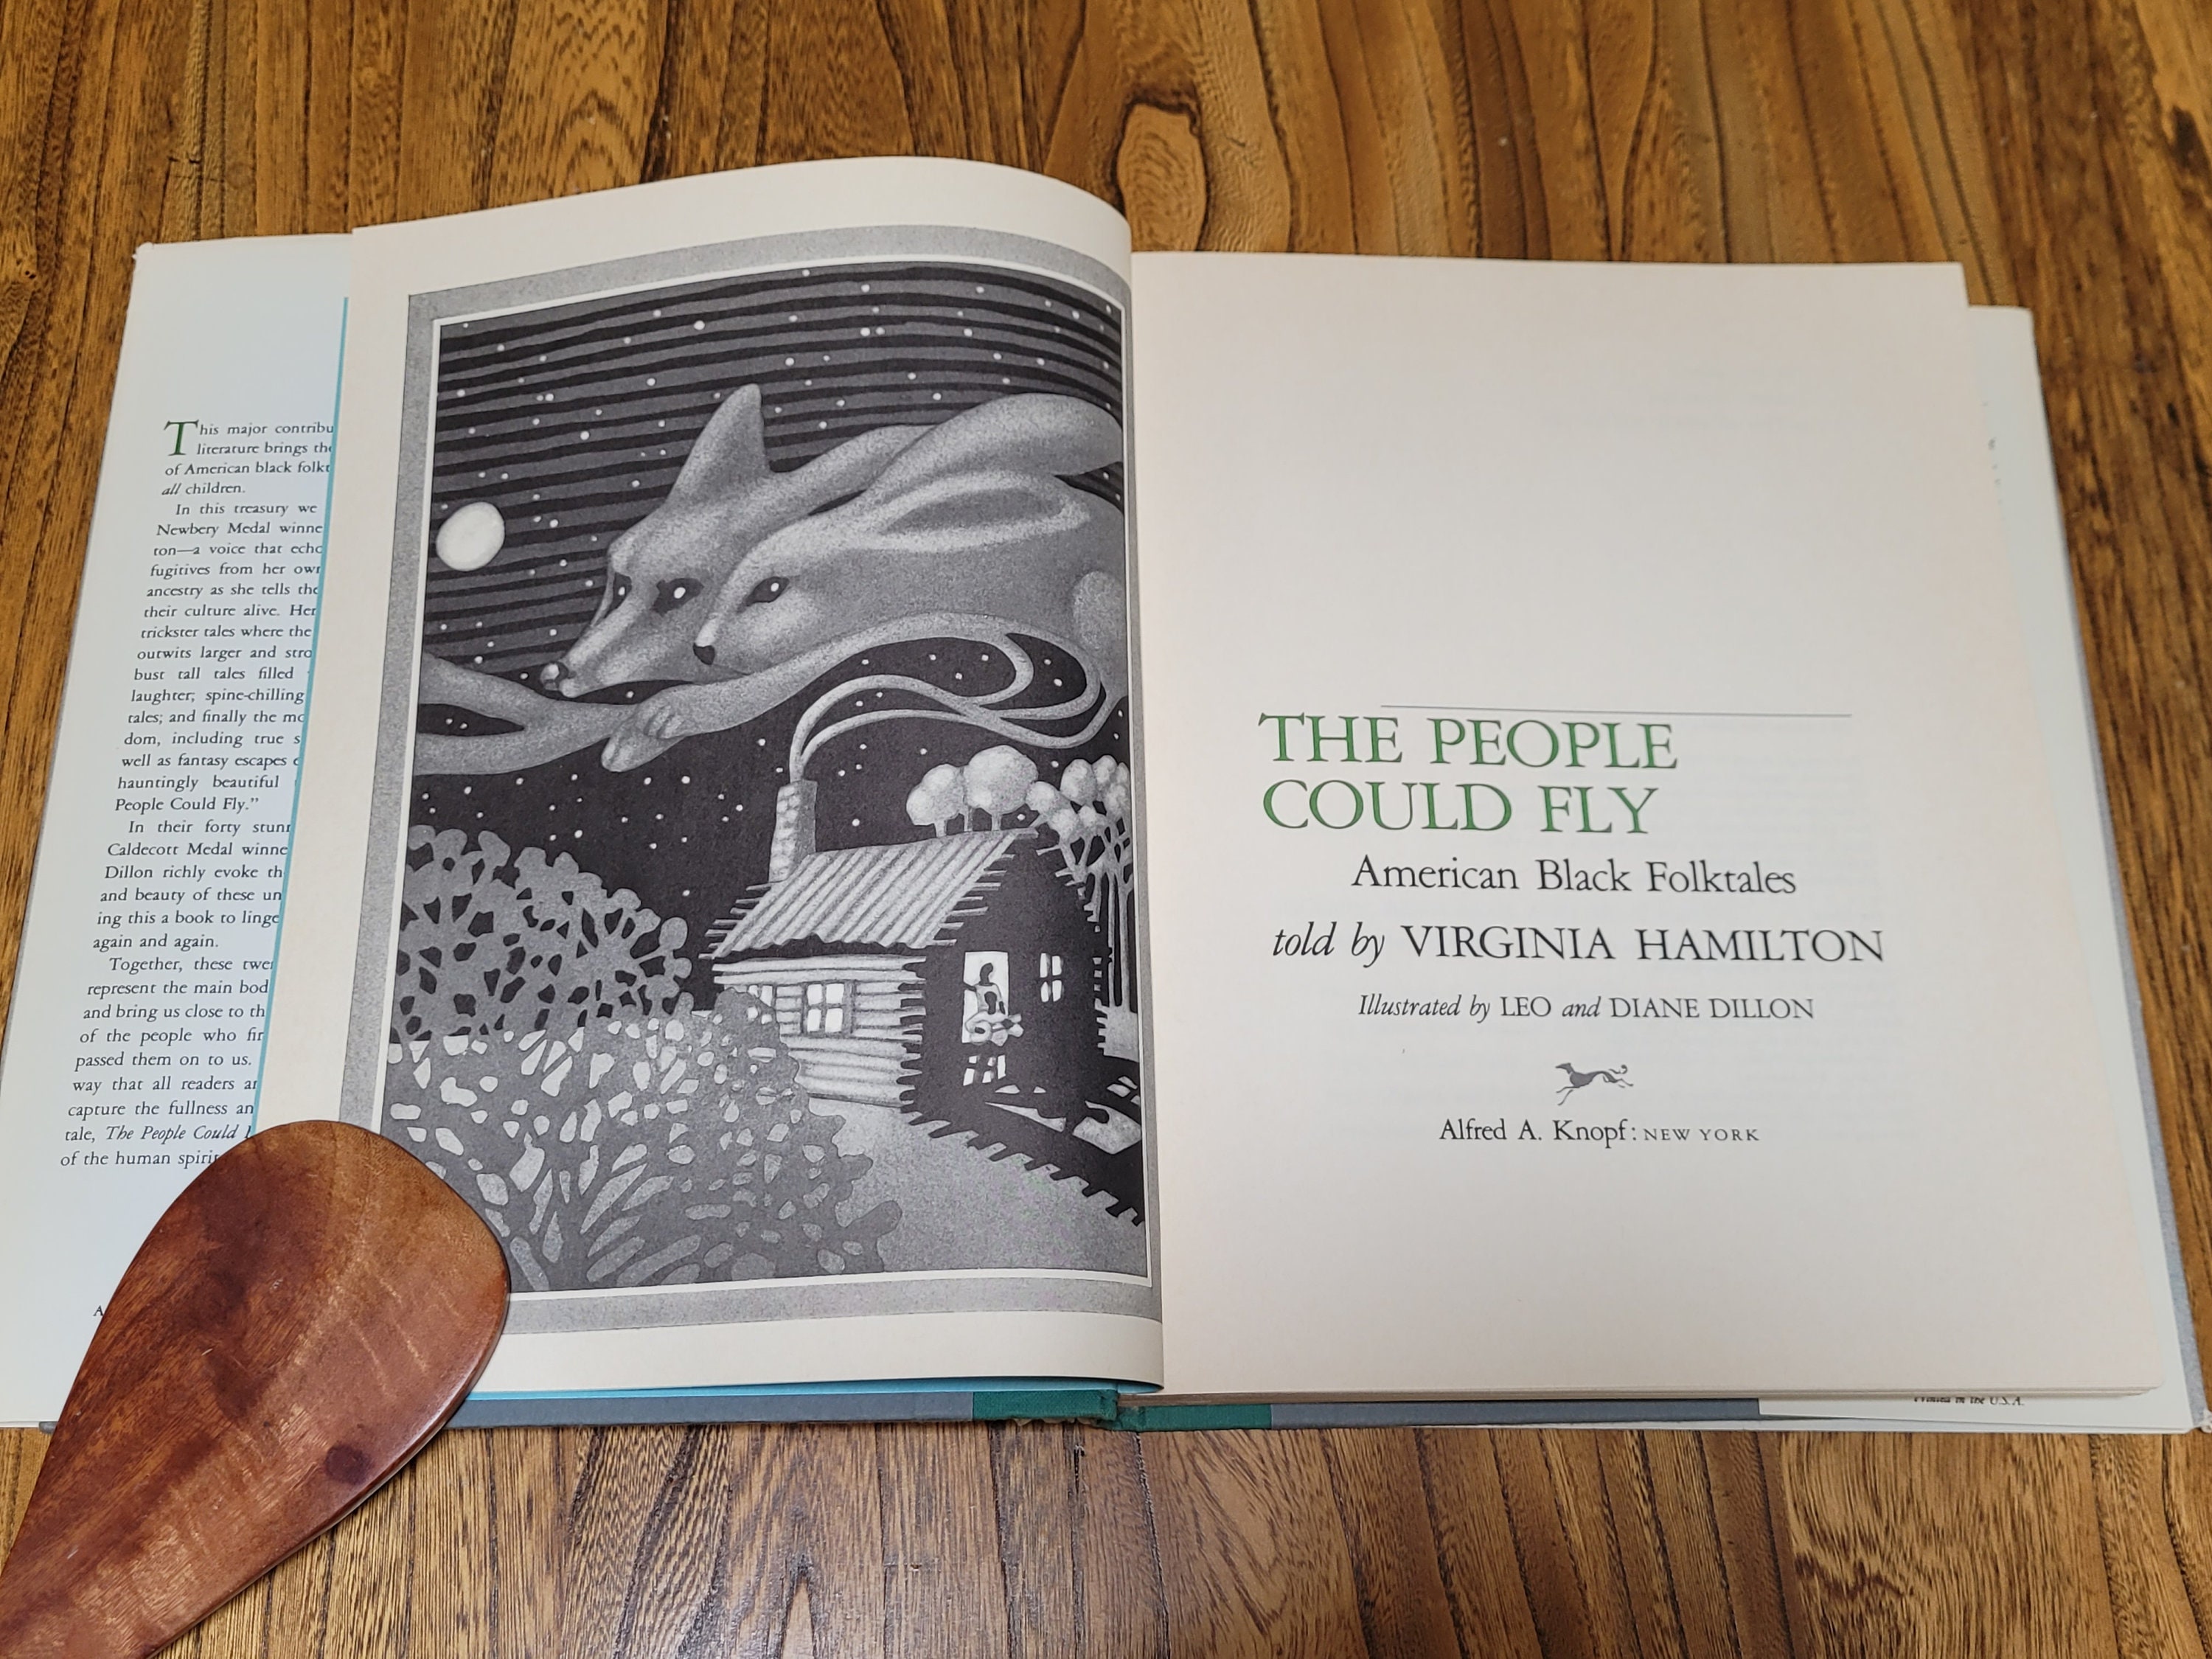 This major contribu
literature brings the
of American black folkt
all children.
In this treasury we
Newbery Medal winne
ton—a voice that echo
fugitives from her own
ancestry as she tells the
their culture alive. Her
trickster tales where the
outwits larger and stro
bust tall tales filled
laughter; spine-chilling
tales; and finally the mo
dom, including true s
well as fantasy escapes
hauntingly beautiful
People Could Fly.”
In their forty stunn
Caldecott Medal winne
Dillon richly evoke th
and beauty of these un
ing this a book to linge
again and again.
Together, these twe
represent the main bod
and bring us close to th
of the people who fir
passed them on to us.
way that all readers an
capture the fullness an
tale, The People Could
of the human spirit
THE PEOPLE
COULD FLY
American Black Folktales
told by VIRGINIA HAMILTON
Illustrated by LEO and DIANE DILLON
Alfred A. Knopf: NEW YORK
Printed in the U.S.A.